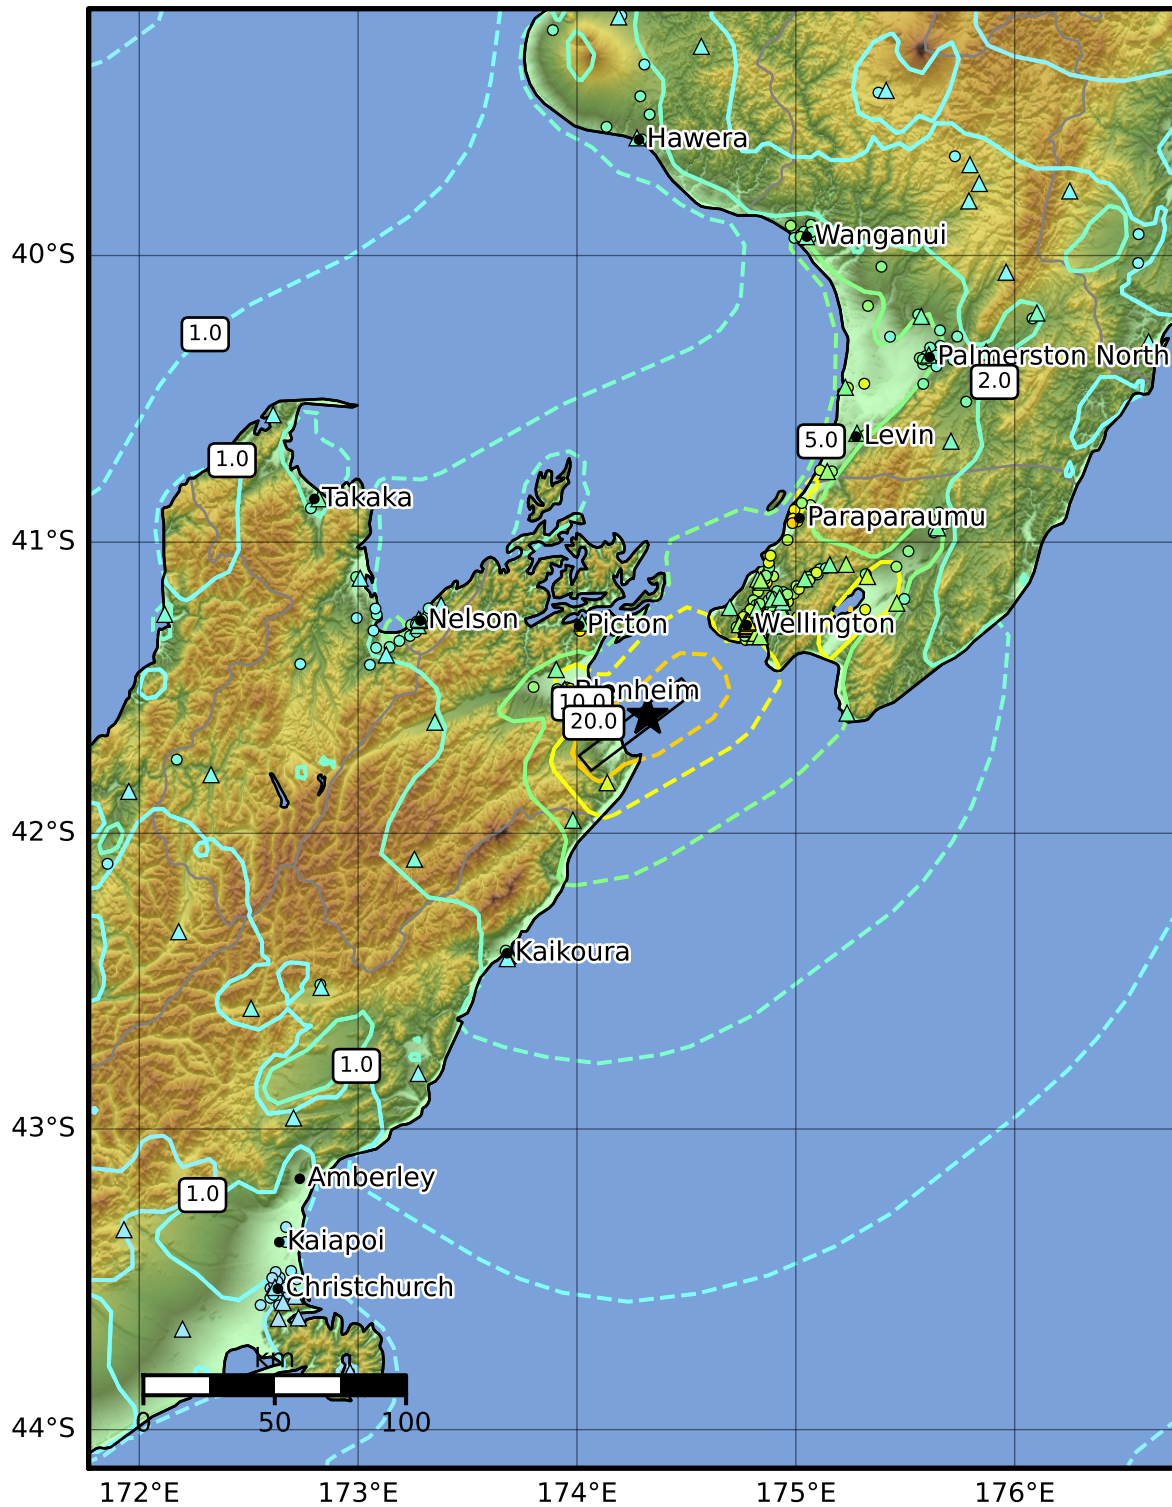 Hawera
Wanganui
40°S
1.0
Palmerston North
2.0
5.0
Levin
1.0
Takaka
Paraparaumu
41°S
Nelson
Picton
Wellington
Blenheim
10.0
20.0
42°S
Kaikoura
1.0
43°S
Amberley
1.0
Kaiapoi
Christchurch
km
0 50 100
44°S
172°E 173°E 174°E 175°E 176°E